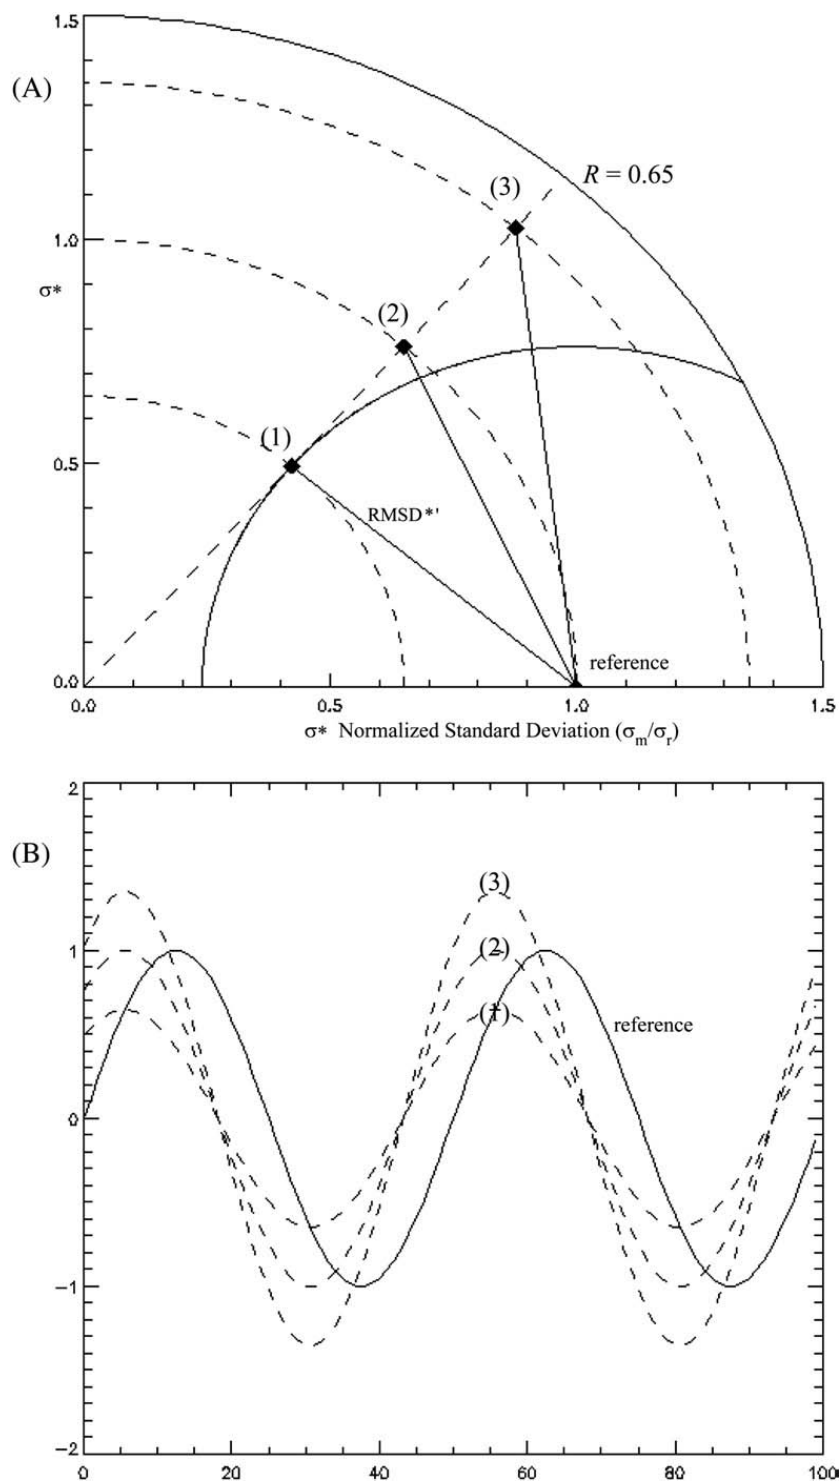 (A)
1.5
(3)
R = 0.65
1.0
σ*
(2)
(1)
0.5
RMSD*'
reference
0.0
0.0 0.5 1.0 1.5
σ* Normalized Standard Deviation (σm/σr)
(B)
2
(3)
1
(2)
(1)
reference
0
−1
−2
0 20 40 60 80 100